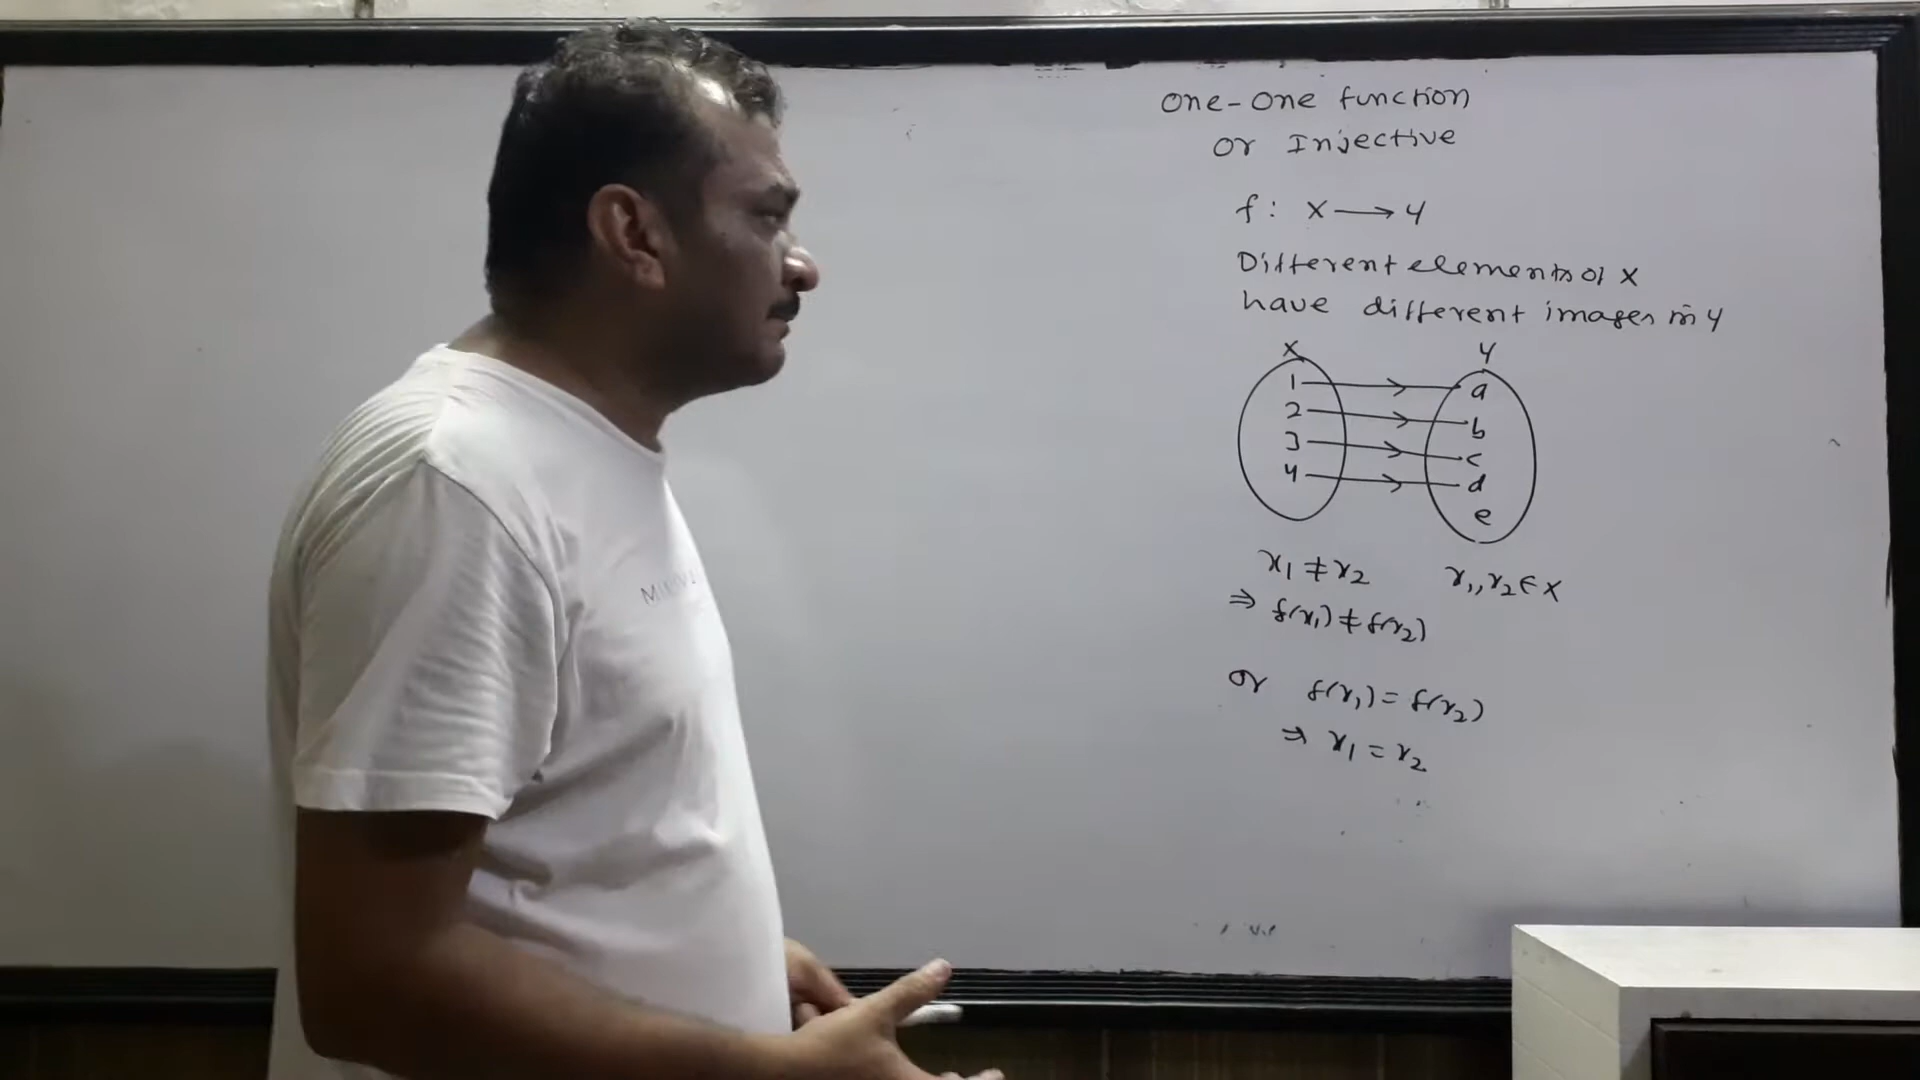 One-One function
Or Injective
f: X → Y
Different elements of X
have different images in Y
X Y
1 a
2 b
3 c
4 d
e
x₁ ≠ x₂ x₁, x₂ ∈ X
⇒ f(x₁) ≠ f(x₂)
or f(x₁) = f(x₂)
⇒ x₁ = x₂